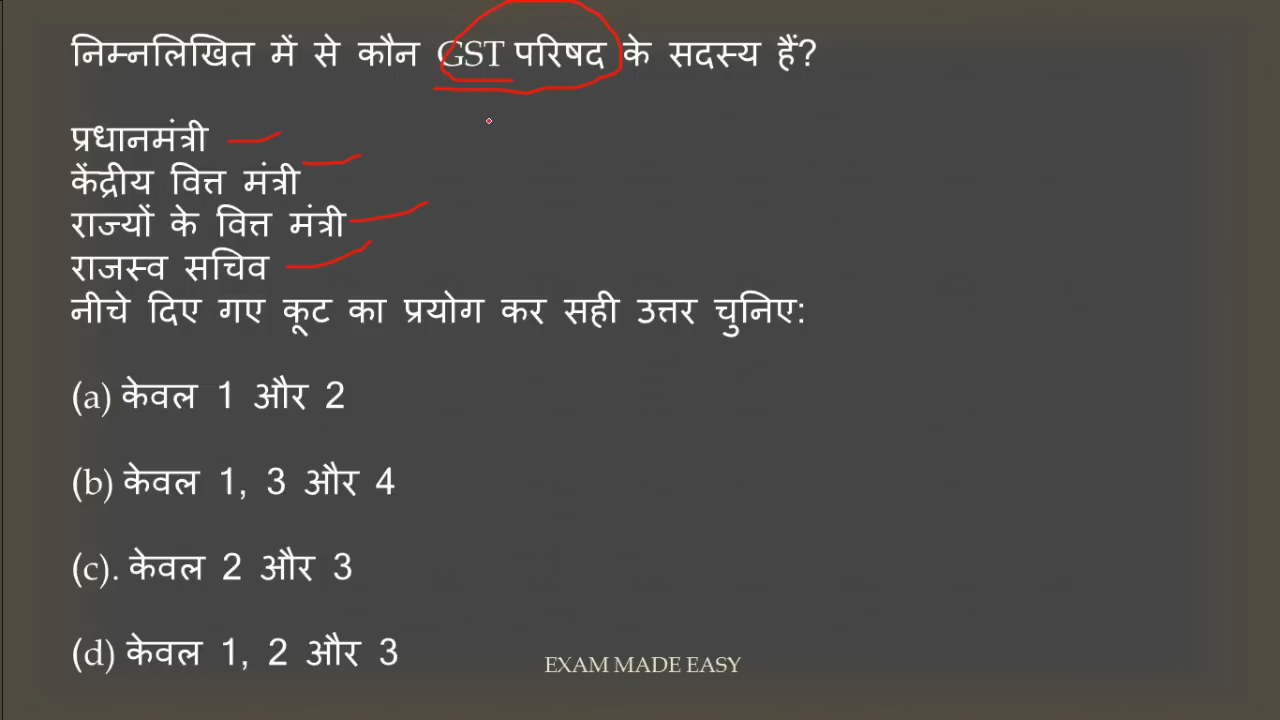 निम्नलिखित में से कौन GST परिषद के सदस्य हैं?
प्रधानमंत्री
केंद्रीय वित्त मंत्री
राज्यों के वित्त मंत्री
राजस्व सचिव
नीचे दिए गए कूट का प्रयोग कर सही उत्तर चुनिए:
(a) केवल 1 और 2
(b) केवल 1, 3 और 4
(c). केवल 2 और 3
(d) केवल 1, 2 और 3
EXAM MADE EASY